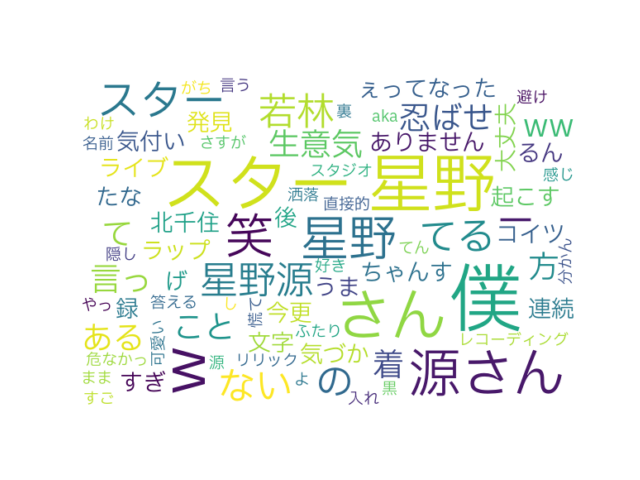 スター
がち
言う
えってなった
避け
わけ
発見
若林
裏
aka
忍ばせ
大丈夫
ww
名前
気付い
さすが
生意気
ありません
るん
ライブ
スタジオ
感じ
スター
星野
たな
洒落
直接的
起こす
北千住
後
ー
て
ラップ
笑
星野
てる
コイツ
分かん
隠し
てん
方
言っ
げ
星野源
好き
ちゃんす
うま
僕
やっ
録
答える
し
慌て
今更
さん
連続
ある
こと
文字
ふたり
レコーディング
危なかっ
可愛っ
w
源
リリック
気づか
着
源さん
まま
すぎ
ない
よ
の
黒
すご
入れ